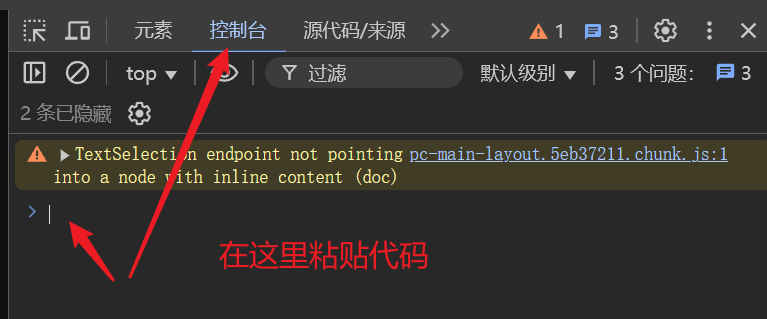 元素 控制台 源代码/来源 1 3
top 过滤 默认级别 3 个问题: 3
2 条已隐藏
TextSelection endpoint not pointing pc-main-layout.5eb37211.chunk.js:1
into a node with inline content (doc)
在这里粘贴代码